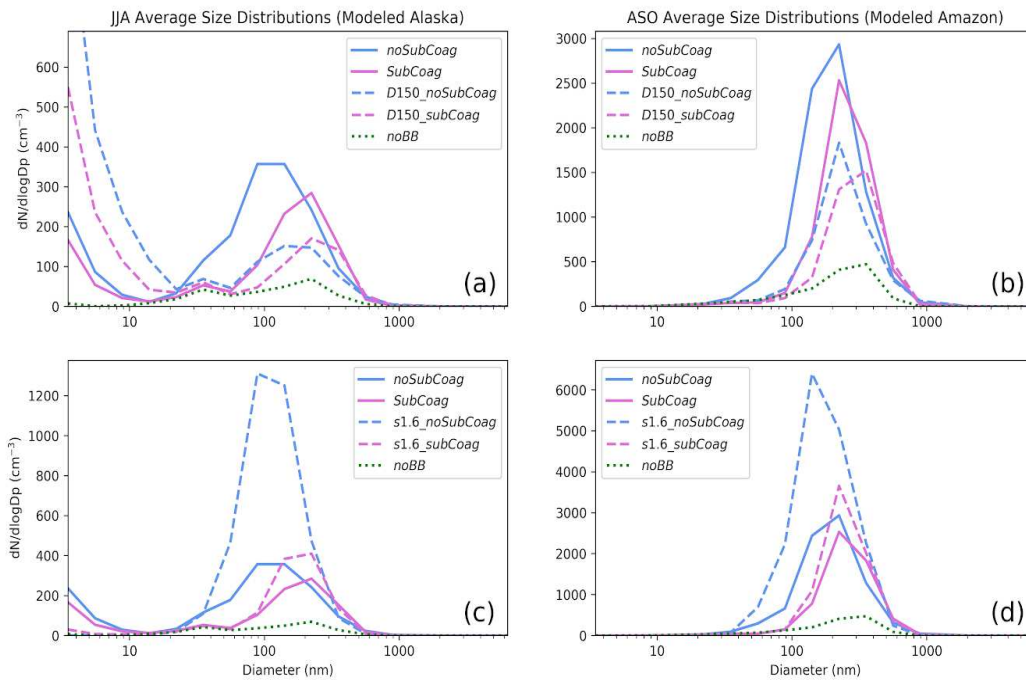 JJA Average Size Distributions (Modeled Alaska)
ASO Average Size Distributions (Modeled Amazon)
dN/dlogDp (cm⁻³)
600
500
400
300
200
100
0
10
100
1000
noSubCoag
SubCoag
D150_noSubCoag
D150_subCoag
noBB
(a)
3000
2500
2000
1500
1000
500
0
10
100
1000
noSubCoag
SubCoag
D150_noSubCoag
D150_subCoag
noBB
(b)
dN/dlogDp (cm⁻³)
1200
1000
800
600
400
200
0
10
100
1000
Diameter (nm)
noSubCoag
SubCoag
s1.6_noSubCoag
s1.6_subCoag
noBB
(c)
6000
5000
4000
3000
2000
1000
0
10
100
1000
Diameter (nm)
noSubCoag
SubCoag
s1.6_noSubCoag
s1.6_subCoag
noBB
(d)